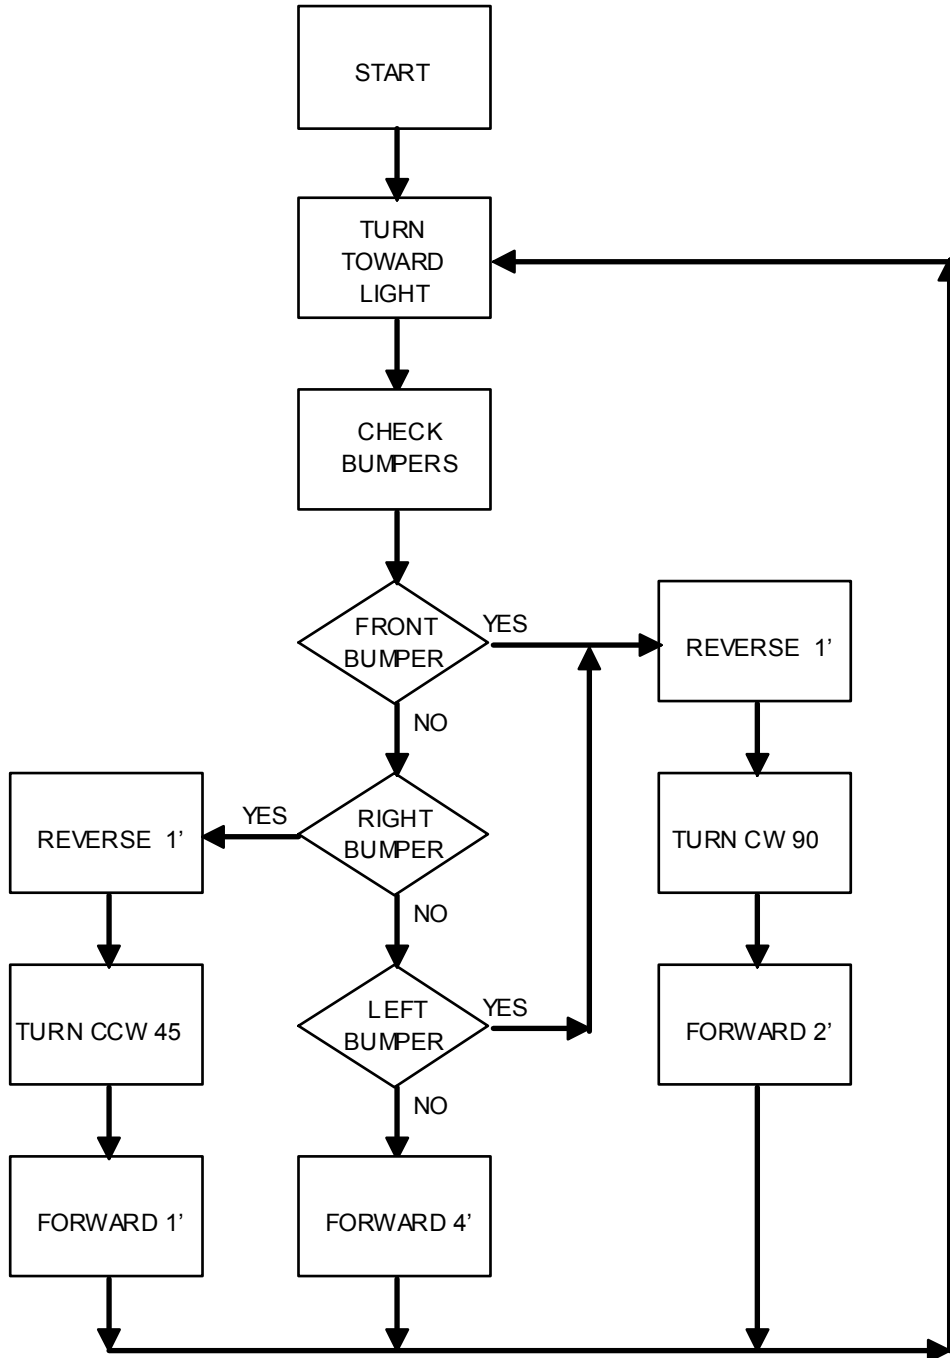 START
TURN
TOWARD
LIGHT
CHECK
BUMPERS
FRONT
BUMPER
YES
REVERSE 1'
NO
REVERSE 1'
YES
RIGHT
BUMPER
TURN CW 90
NO
TURN CCW 45
LEFT
BUMPER
YES
FORWARD 2'
NO
FORWARD 1'
FORWARD 4'